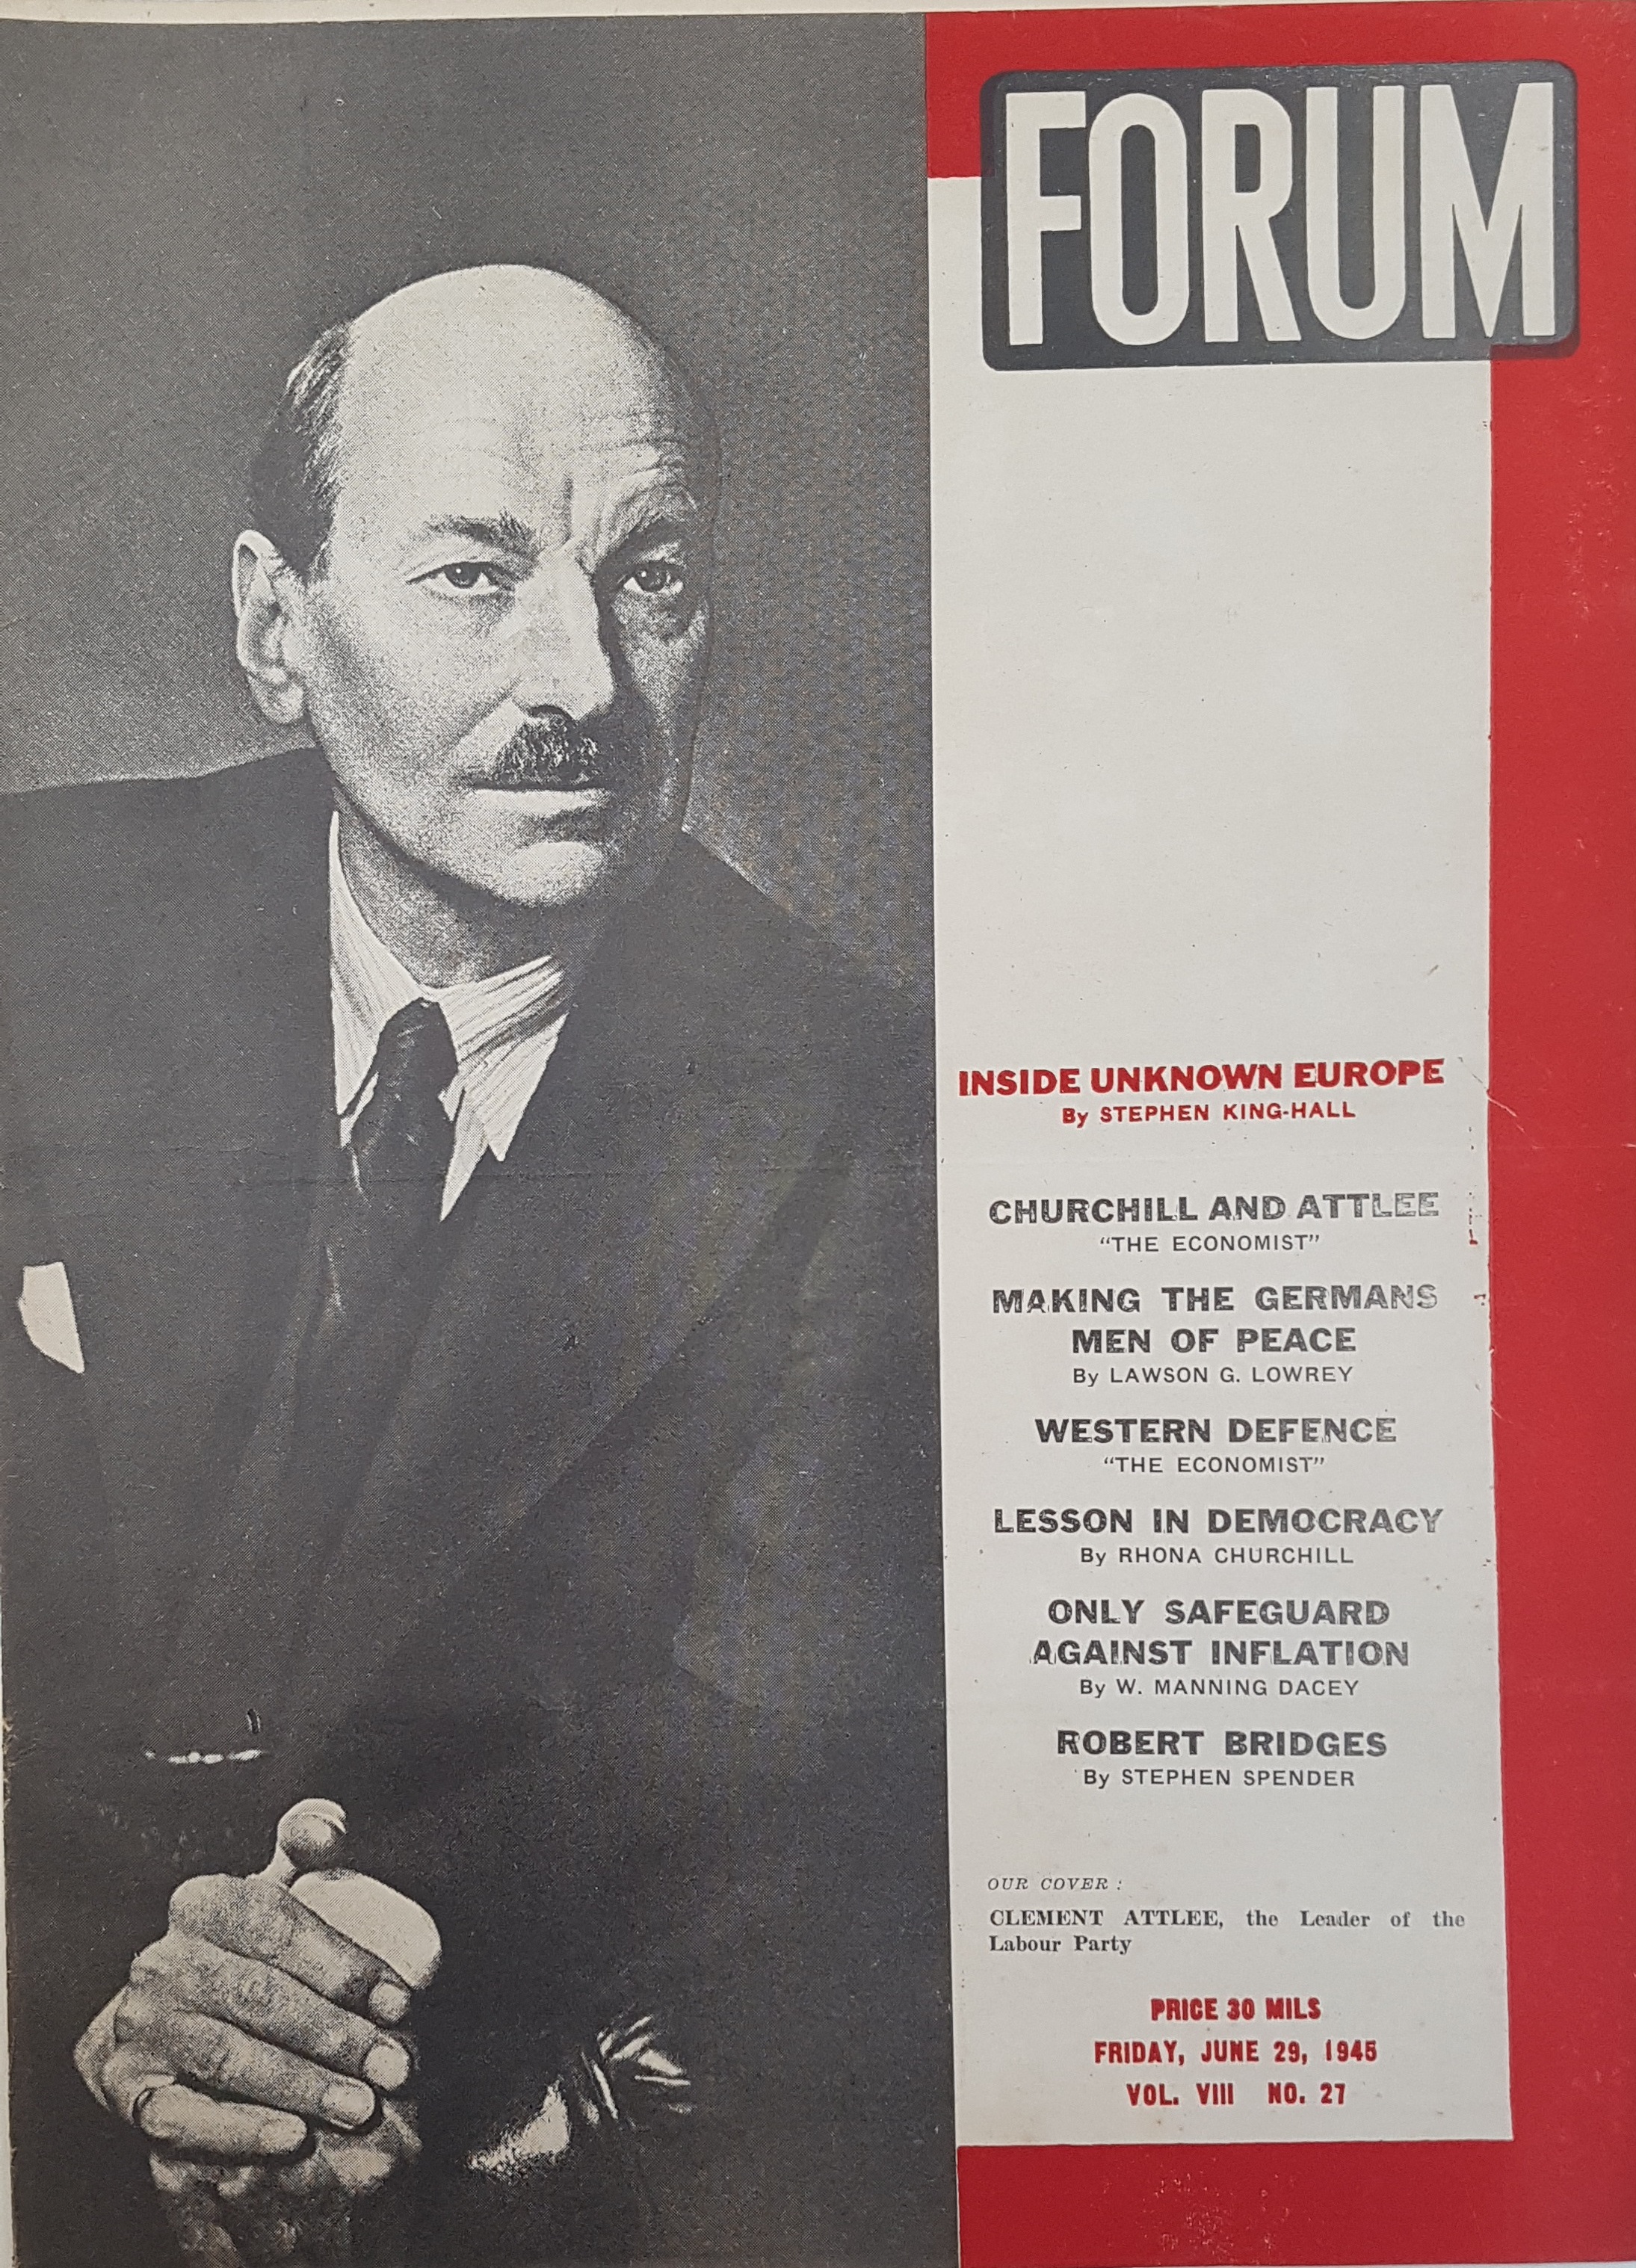 FORUM
INSIDE UNKNOWN EUROPE
By STEPHEN KING-HALL
CHURCHILL AND ATTLEE
“THE ECONOMIST”
MAKING THE GERMANS
MEN OF PEACE
By LAWSON G. LOWREY
WESTERN DEFENCE
“THE ECONOMIST”
LESSON IN DEMOCRACY
By RHONA CHURCHILL
ONLY SAFEGUARD
AGAINST INFLATION
By W. MANNING DACEY
ROBERT BRIDGES
By STEPHEN SPENDER
OUR COVER :
CLEMENT ATTLEE, the Leader of the
Labour Party
PRICE 30 MILS
FRIDAY, JUNE 29, 1945
VOL. VIII NO. 27